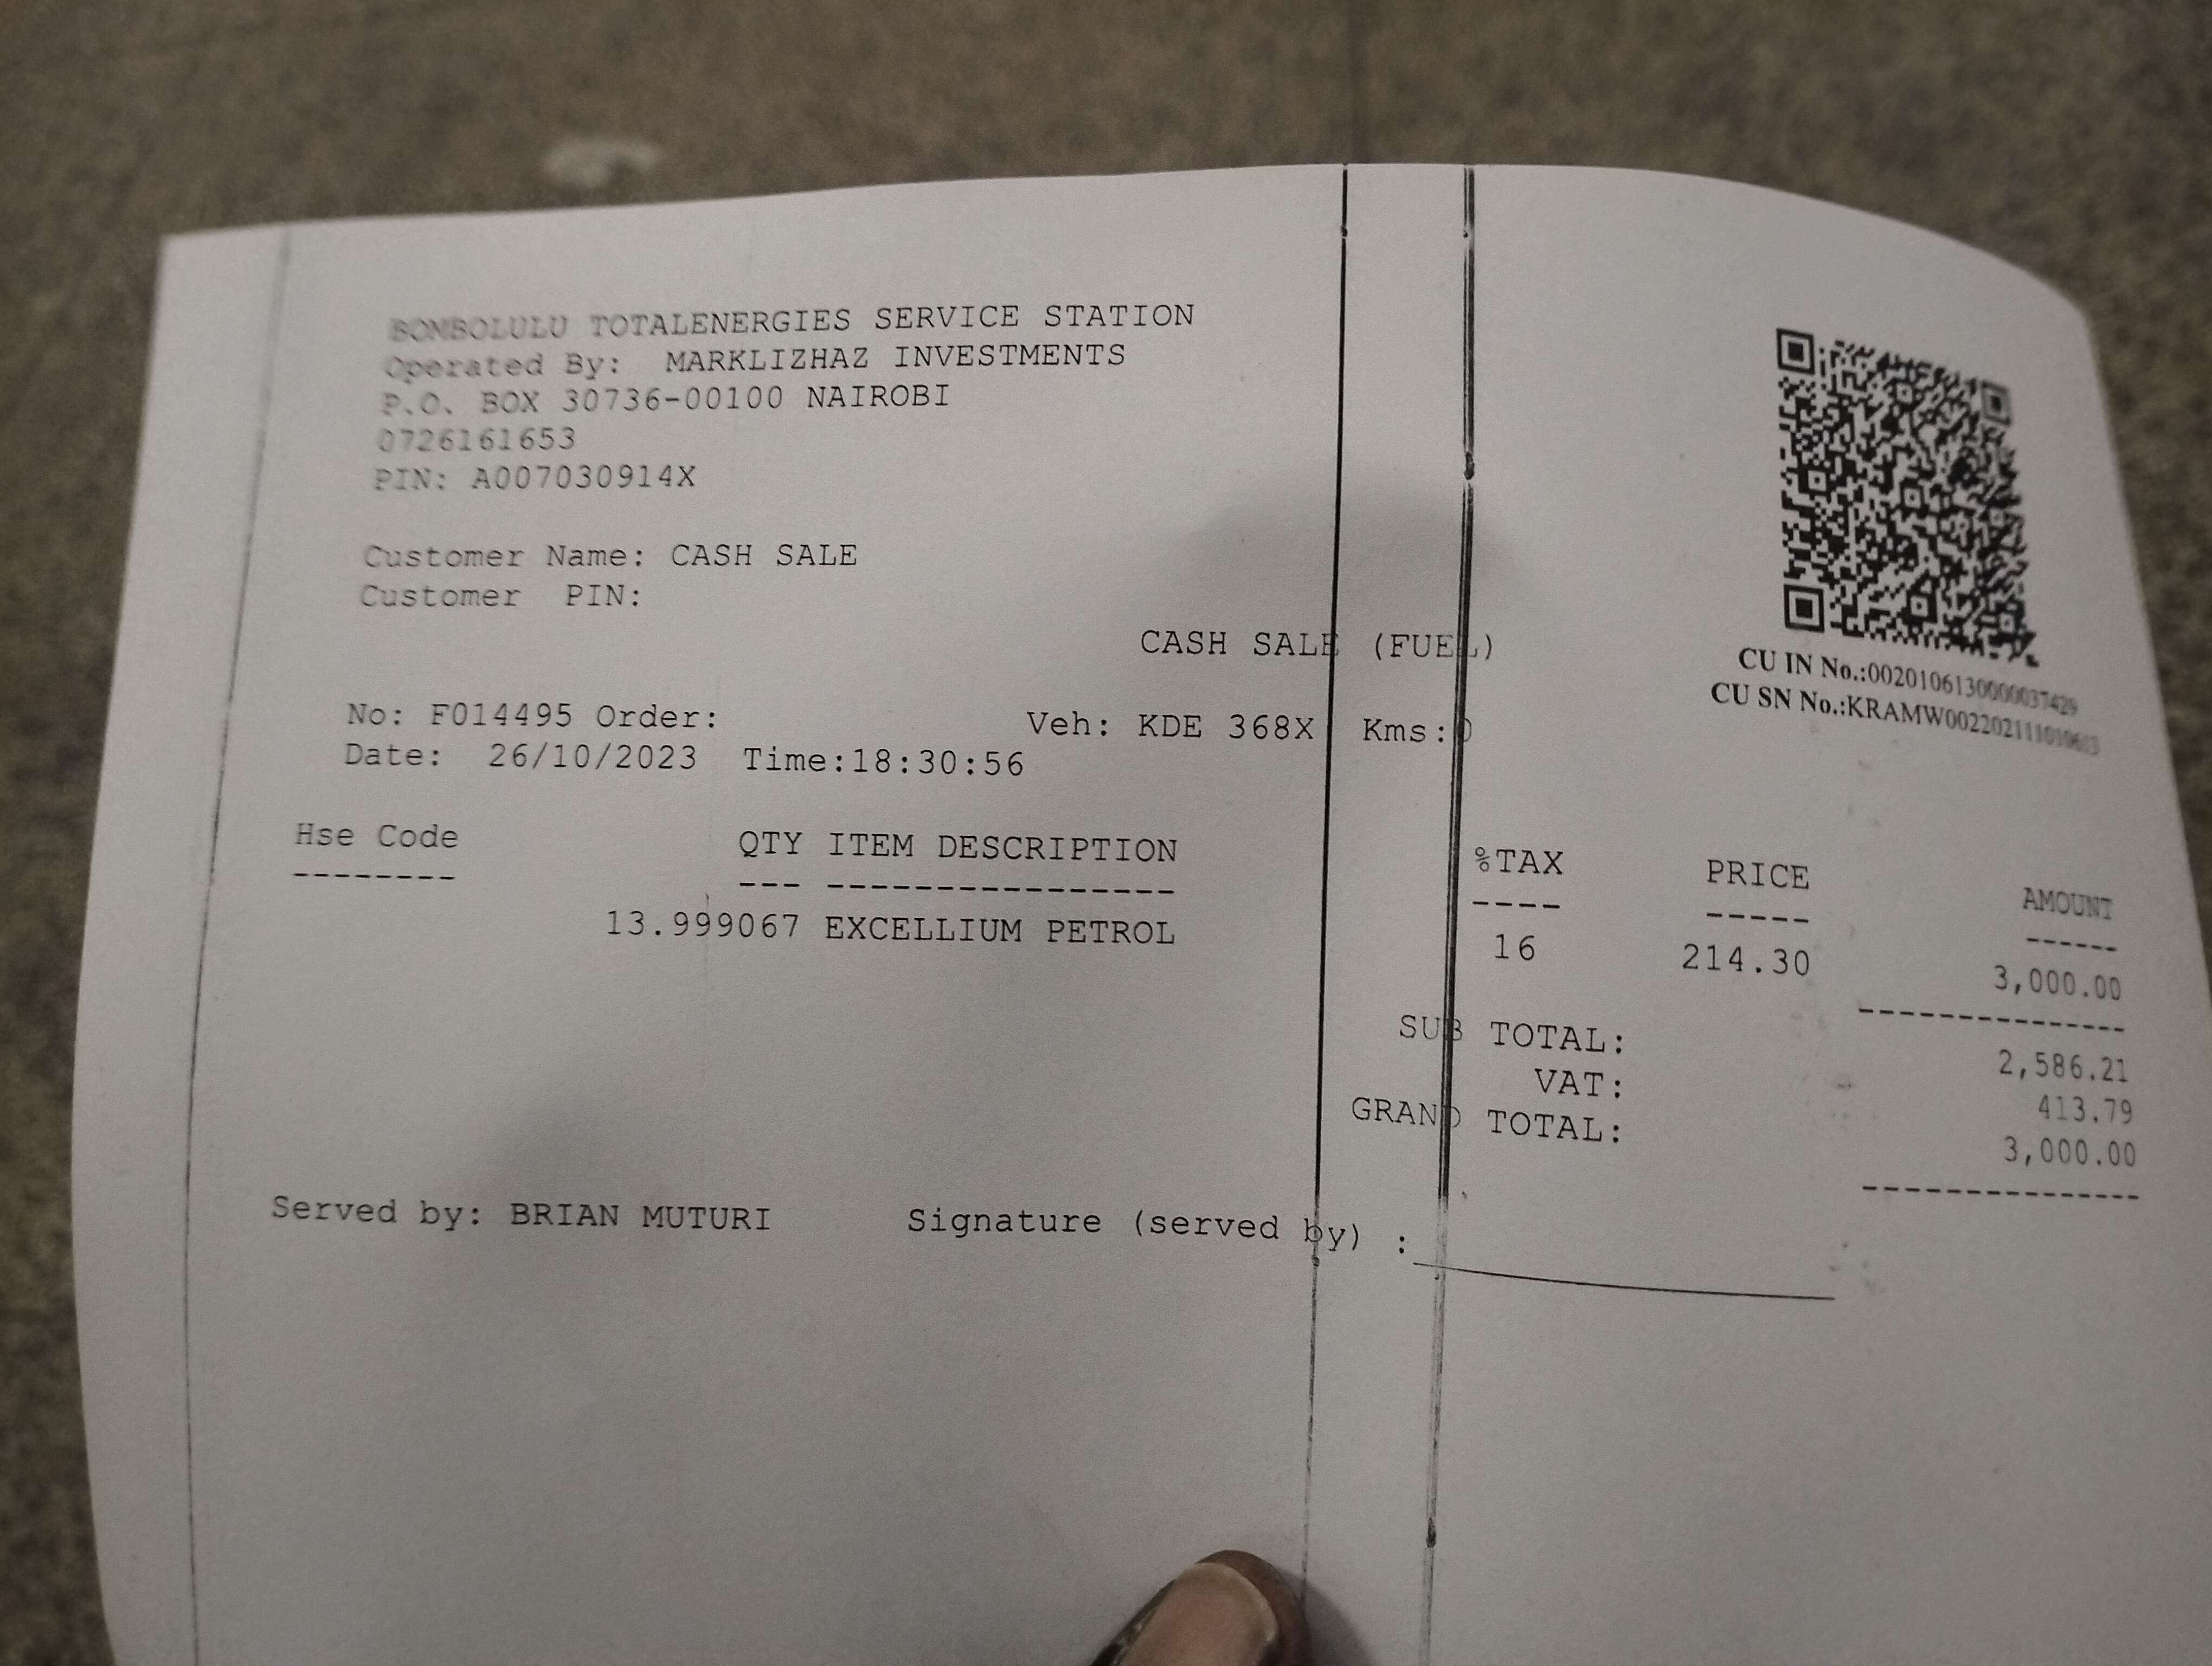 BOMBOLULU TOTALENERGIES SERVICE STATION
Operated By: MARKLIZHAZ INVESTMENTS
P.O. BOX 30736-00100 NAIROBI
0726161653
PIN: A007030914X
Customer Name: CASH SALE
Customer PIN:
CASH SALE (FUEL)
CU IN No.:0020106130000037429
CU SN No.:KRAMW002202111010613
No: F014495 Order: Veh: KDE 368X Kms:0
Date: 26/10/2023 Time:18:30:56
Hse Code QTY ITEM DESCRIPTION %TAX PRICE AMOUNT
13.999067 EXCELLIUM PETROL 16 214.30 3,000.00
SUB TOTAL: 2,586.21
VAT: 413.79
GRAND TOTAL: 3,000.00
Served by: BRIAN MUTURI Signature (served by) :